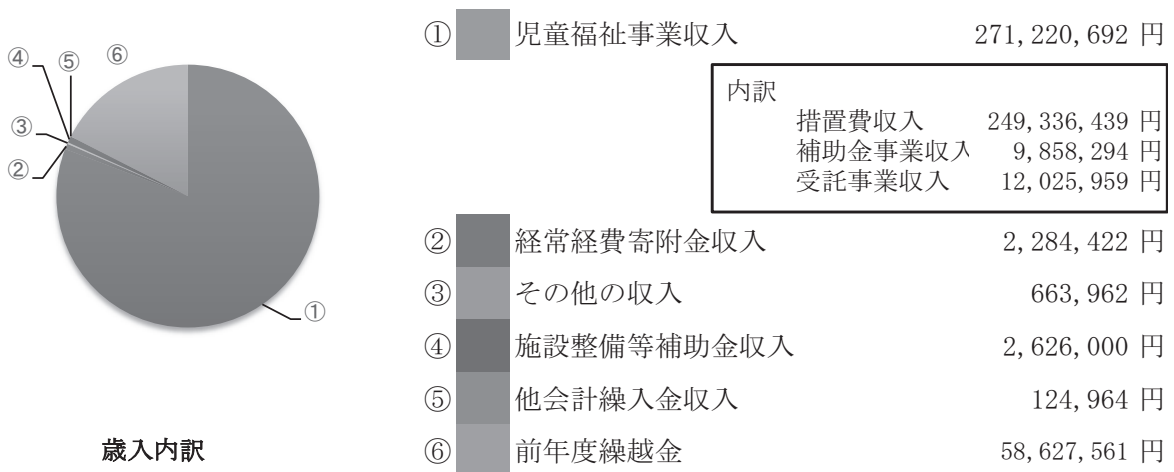 ① 児童福祉事業収入 271,220,692 円
内訳
措置費収入 249,336,439 円
補助金事業収入 9,858,294 円
受託事業収入 12,025,959 円
② 経常経費寄附金収入 2,284,422 円
③ その他の収入 663,962 円
④ 施設整備等補助金収入 2,626,000 円
⑤ 他会計繰入金収入 124,964 円
⑥ 前年度繰越金 58,627,561 円
⑥
⑤
④
③
②
①
歳入内訳